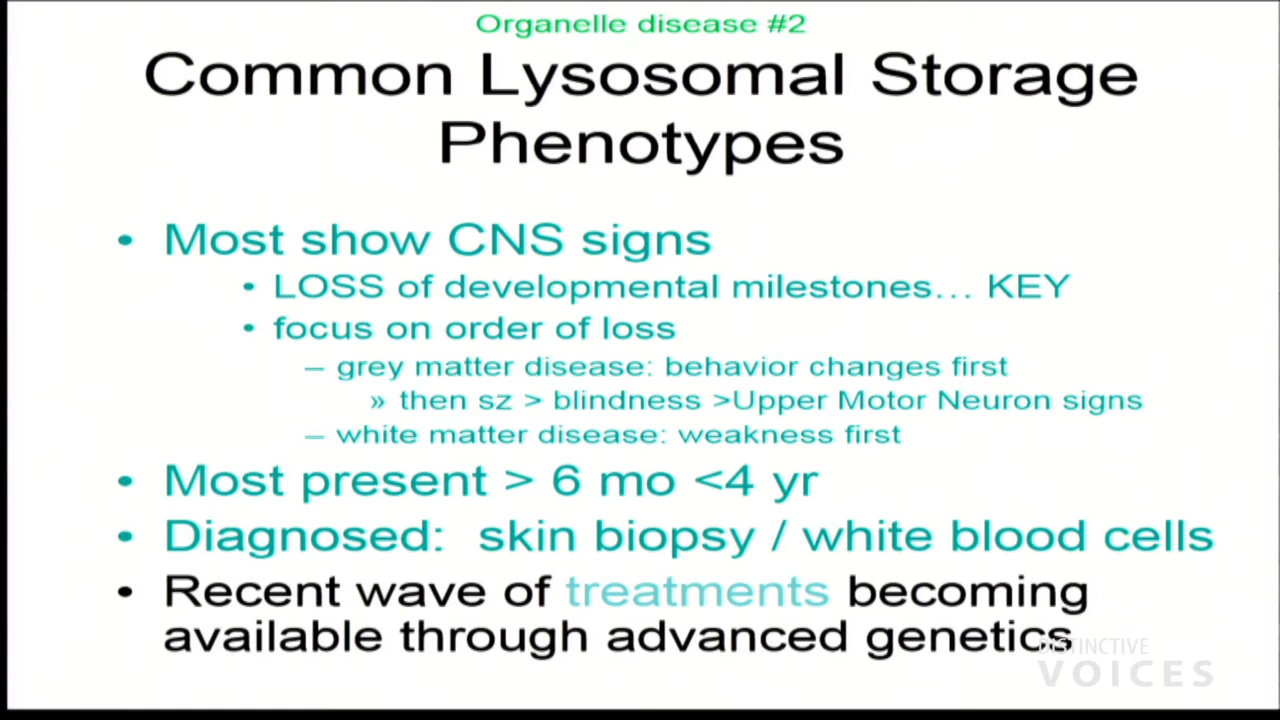 Organelle disease #2
Common Lysosomal Storage
Phenotypes
• Most show CNS signs
• LOSS of developmental milestones… KEY
• focus on order of loss
– grey matter disease: behavior changes first
» then sz > blindness >Upper Motor Neuron signs
– white matter disease: weakness first
• Most present > 6 mo <4 yr
• Diagnosed: skin biopsy / white blood cells
• Recent wave of treatments becoming
available through advanced genetics
DISTINCTIVE
VOICES